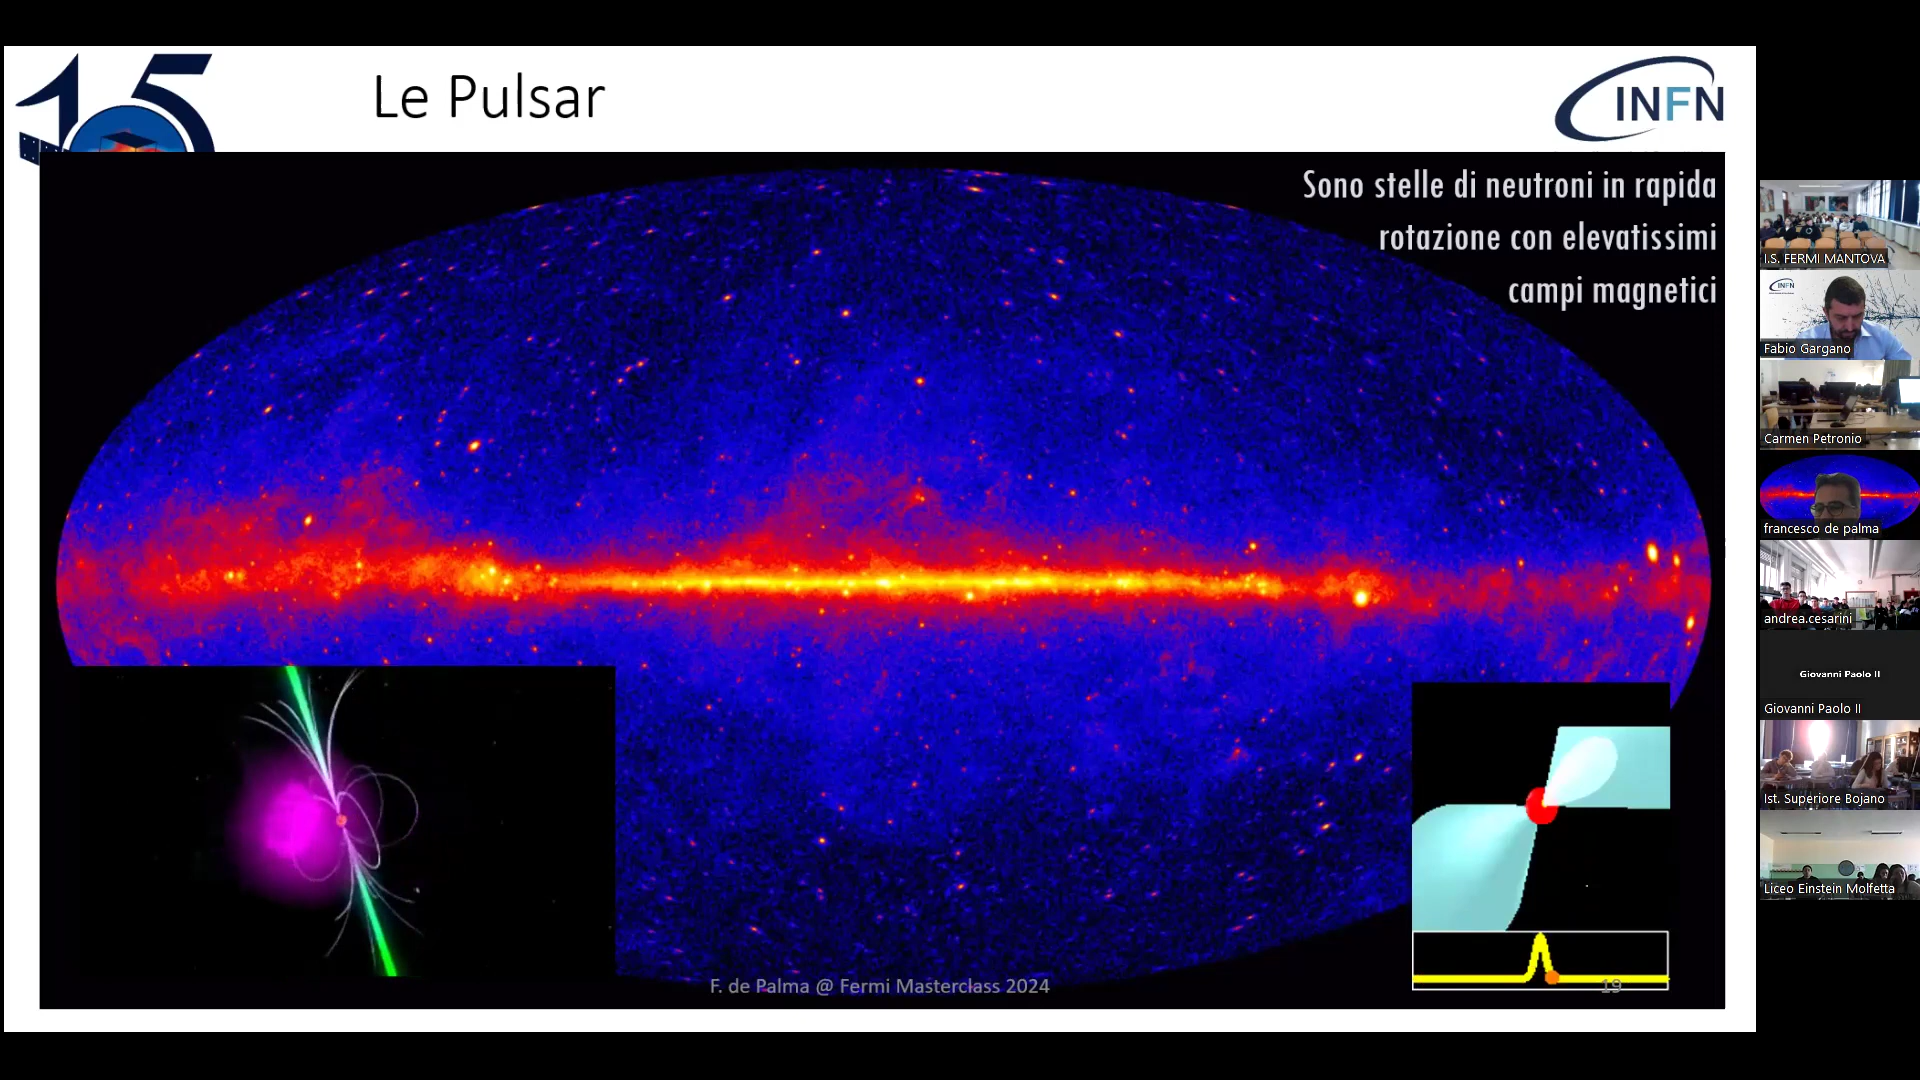 15
Le Pulsar
INFN
Sono stelle di neutroni in rapida
rotazione con elevatissimi
campi magnetici
F. de Palma @ Fermi Masterclass 2024
19
I.S. FERMI MANTOVA
INFN
Fabio Gargano
Carmen Petronio
francesco de palma
andrea.cesarini
Giovanni Paolo II
Giovanni Paolo II
Ist. Superiore Bojano
Liceo Einstein Molfetta